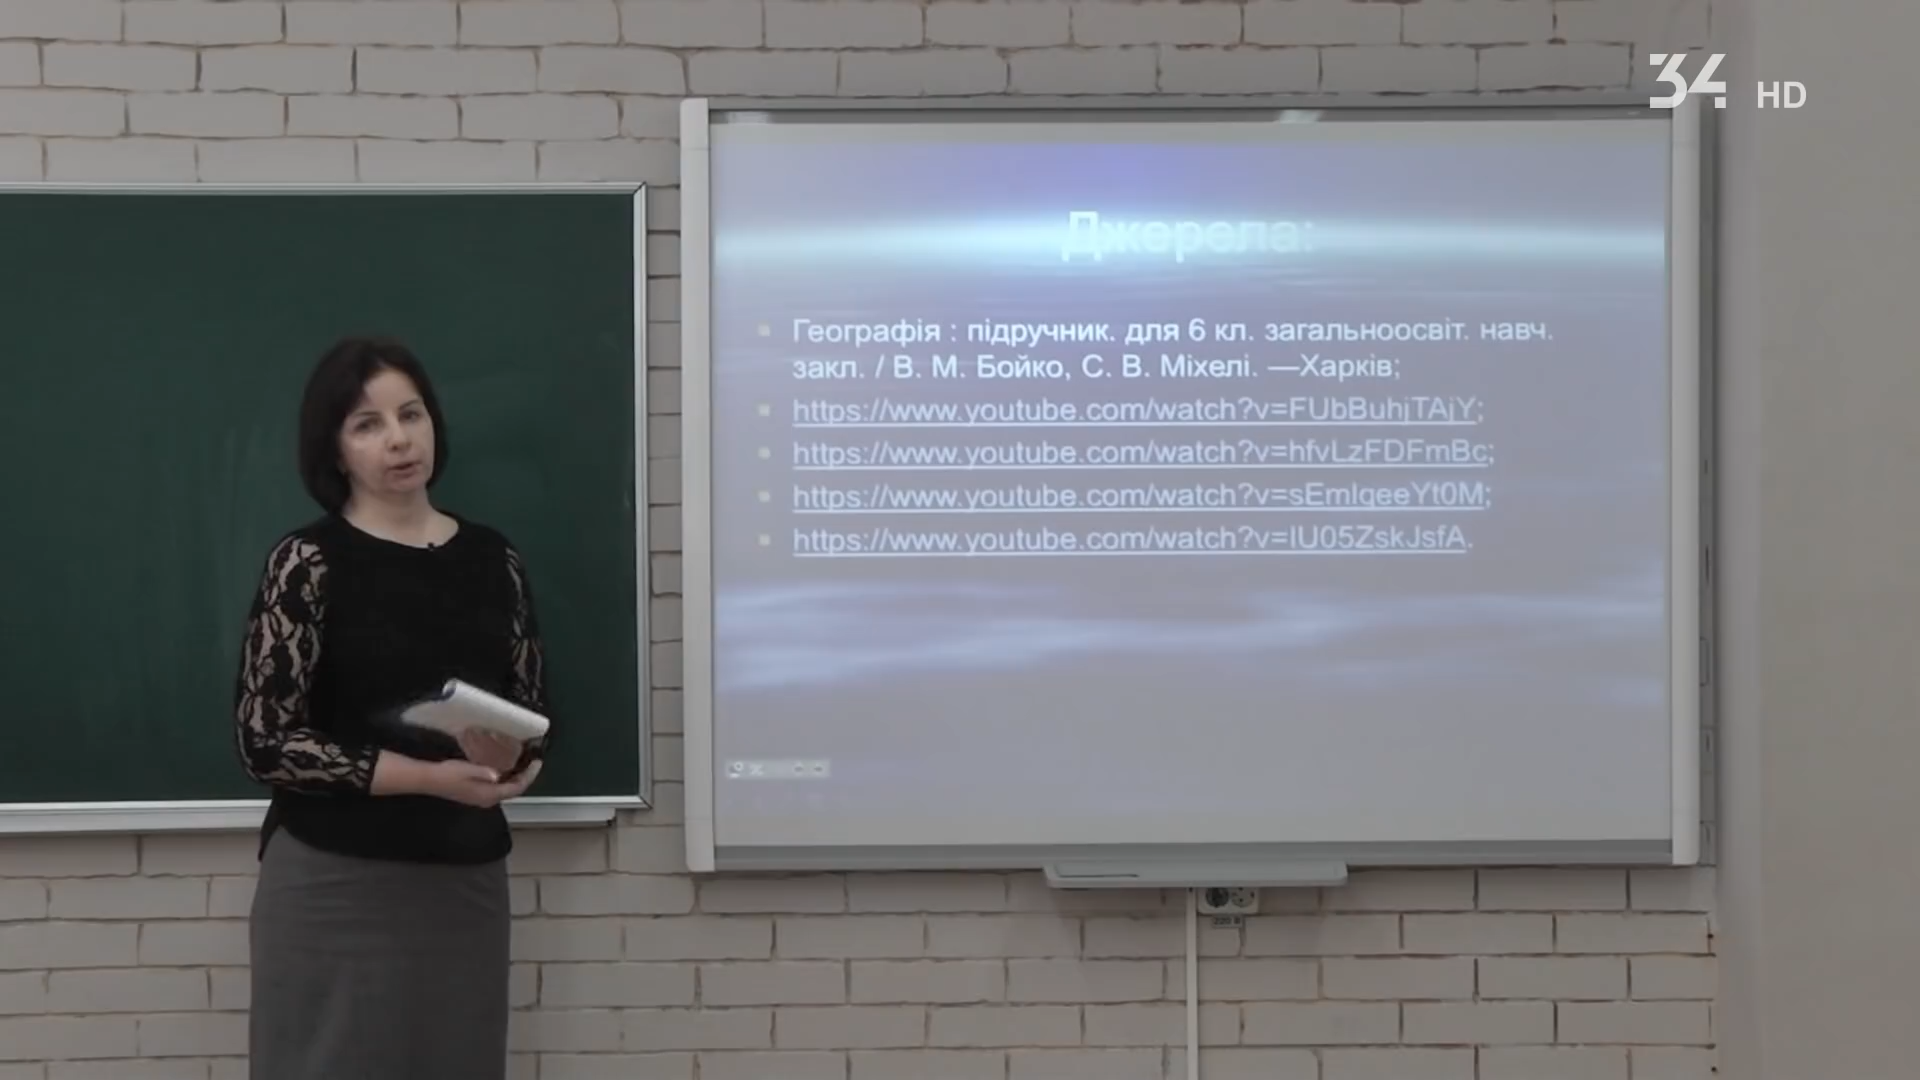 34 HD
Джерела:
Географія : підручник. для 6 кл. загальноосвіт. навч.
закл. / В. М. Бойко, С. В. Міхелі. —Харків;
https://www.youtube.com/watch?v=FUbBuhjTAjY;
https://www.youtube.com/watch?v=hfvLzFDFmBc;
https://www.youtube.com/watch?v=sEmlqeeYt0M;
https://www.youtube.com/watch?v=IU05ZskJsfA.
220 В